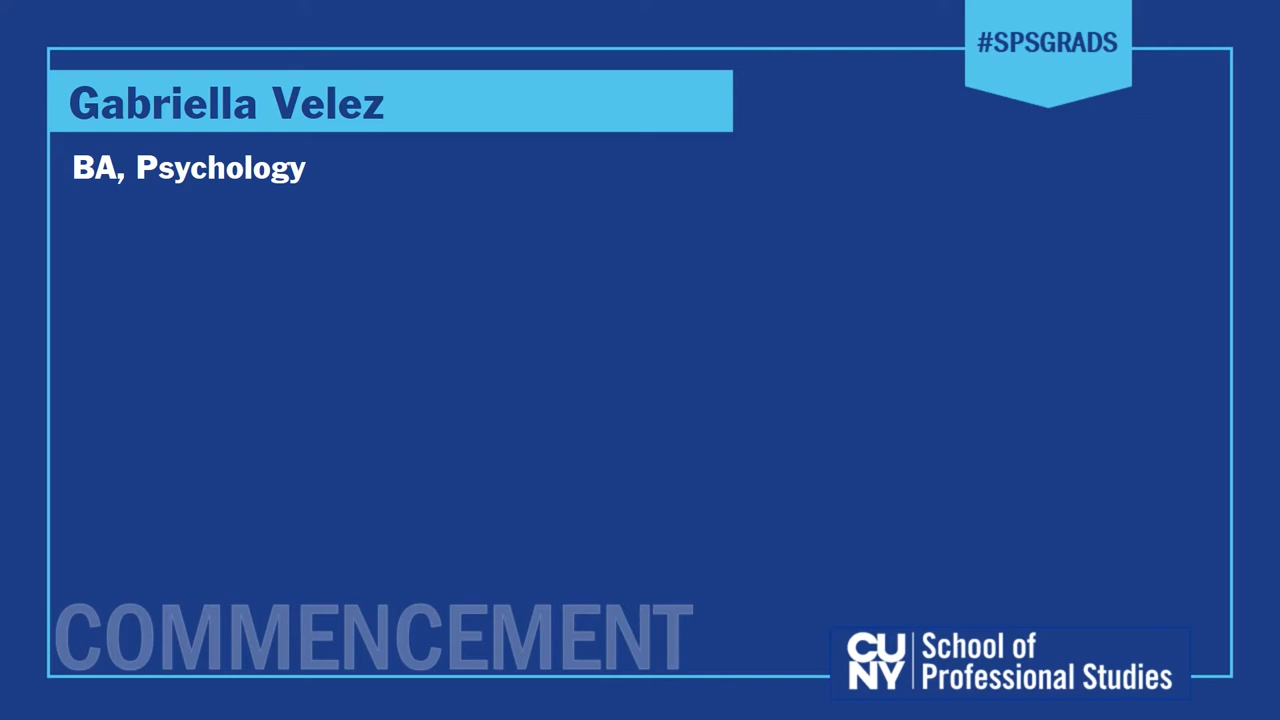 #SPSGRADS
Gabriella Velez
BA, Psychology
COMMENCEMENT
CU
NY
School of
Professional Studies